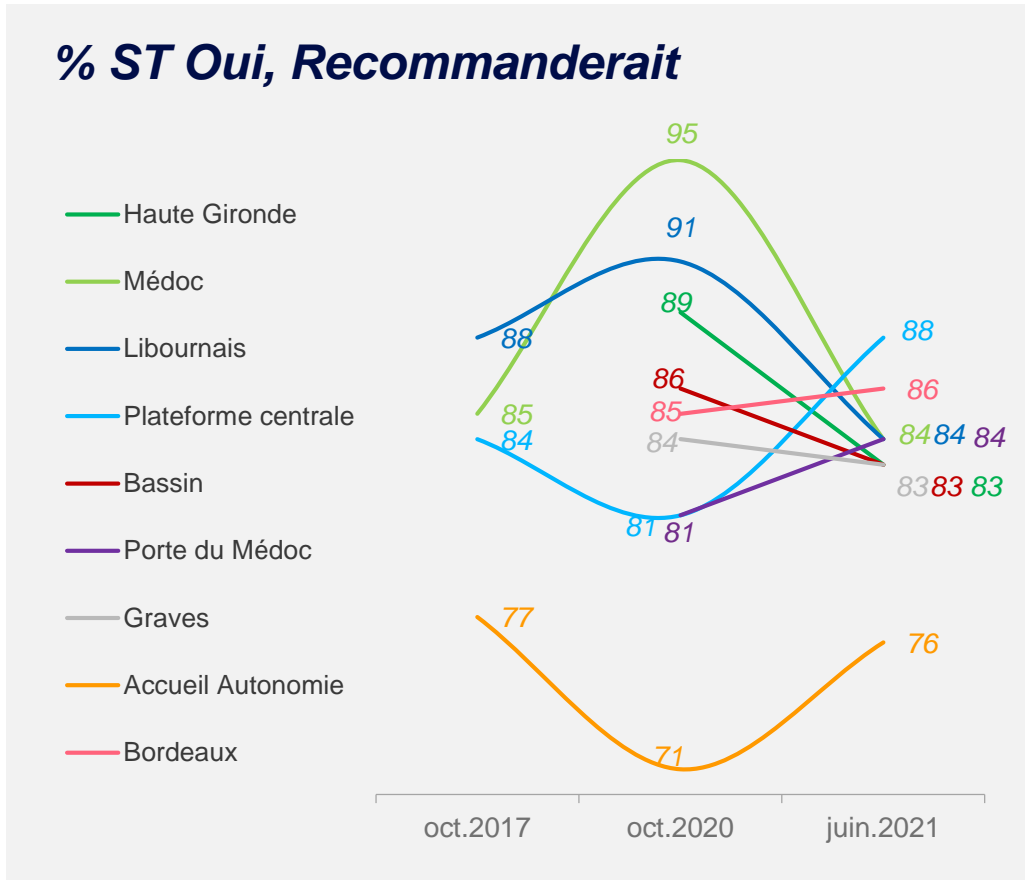 % ST Oui, Recommanderait
95
Haute Gironde
91
Médoc
89
88
Libournais
88
86
86
Plateforme centrale
85
85
84
84
84 84 84
Bassin
83 83 83
81 81
Porte du Médoc
Graves
77
76
Accueil Autonomie
71
Bordeaux
oct.2017 oct.2020 juin.2021